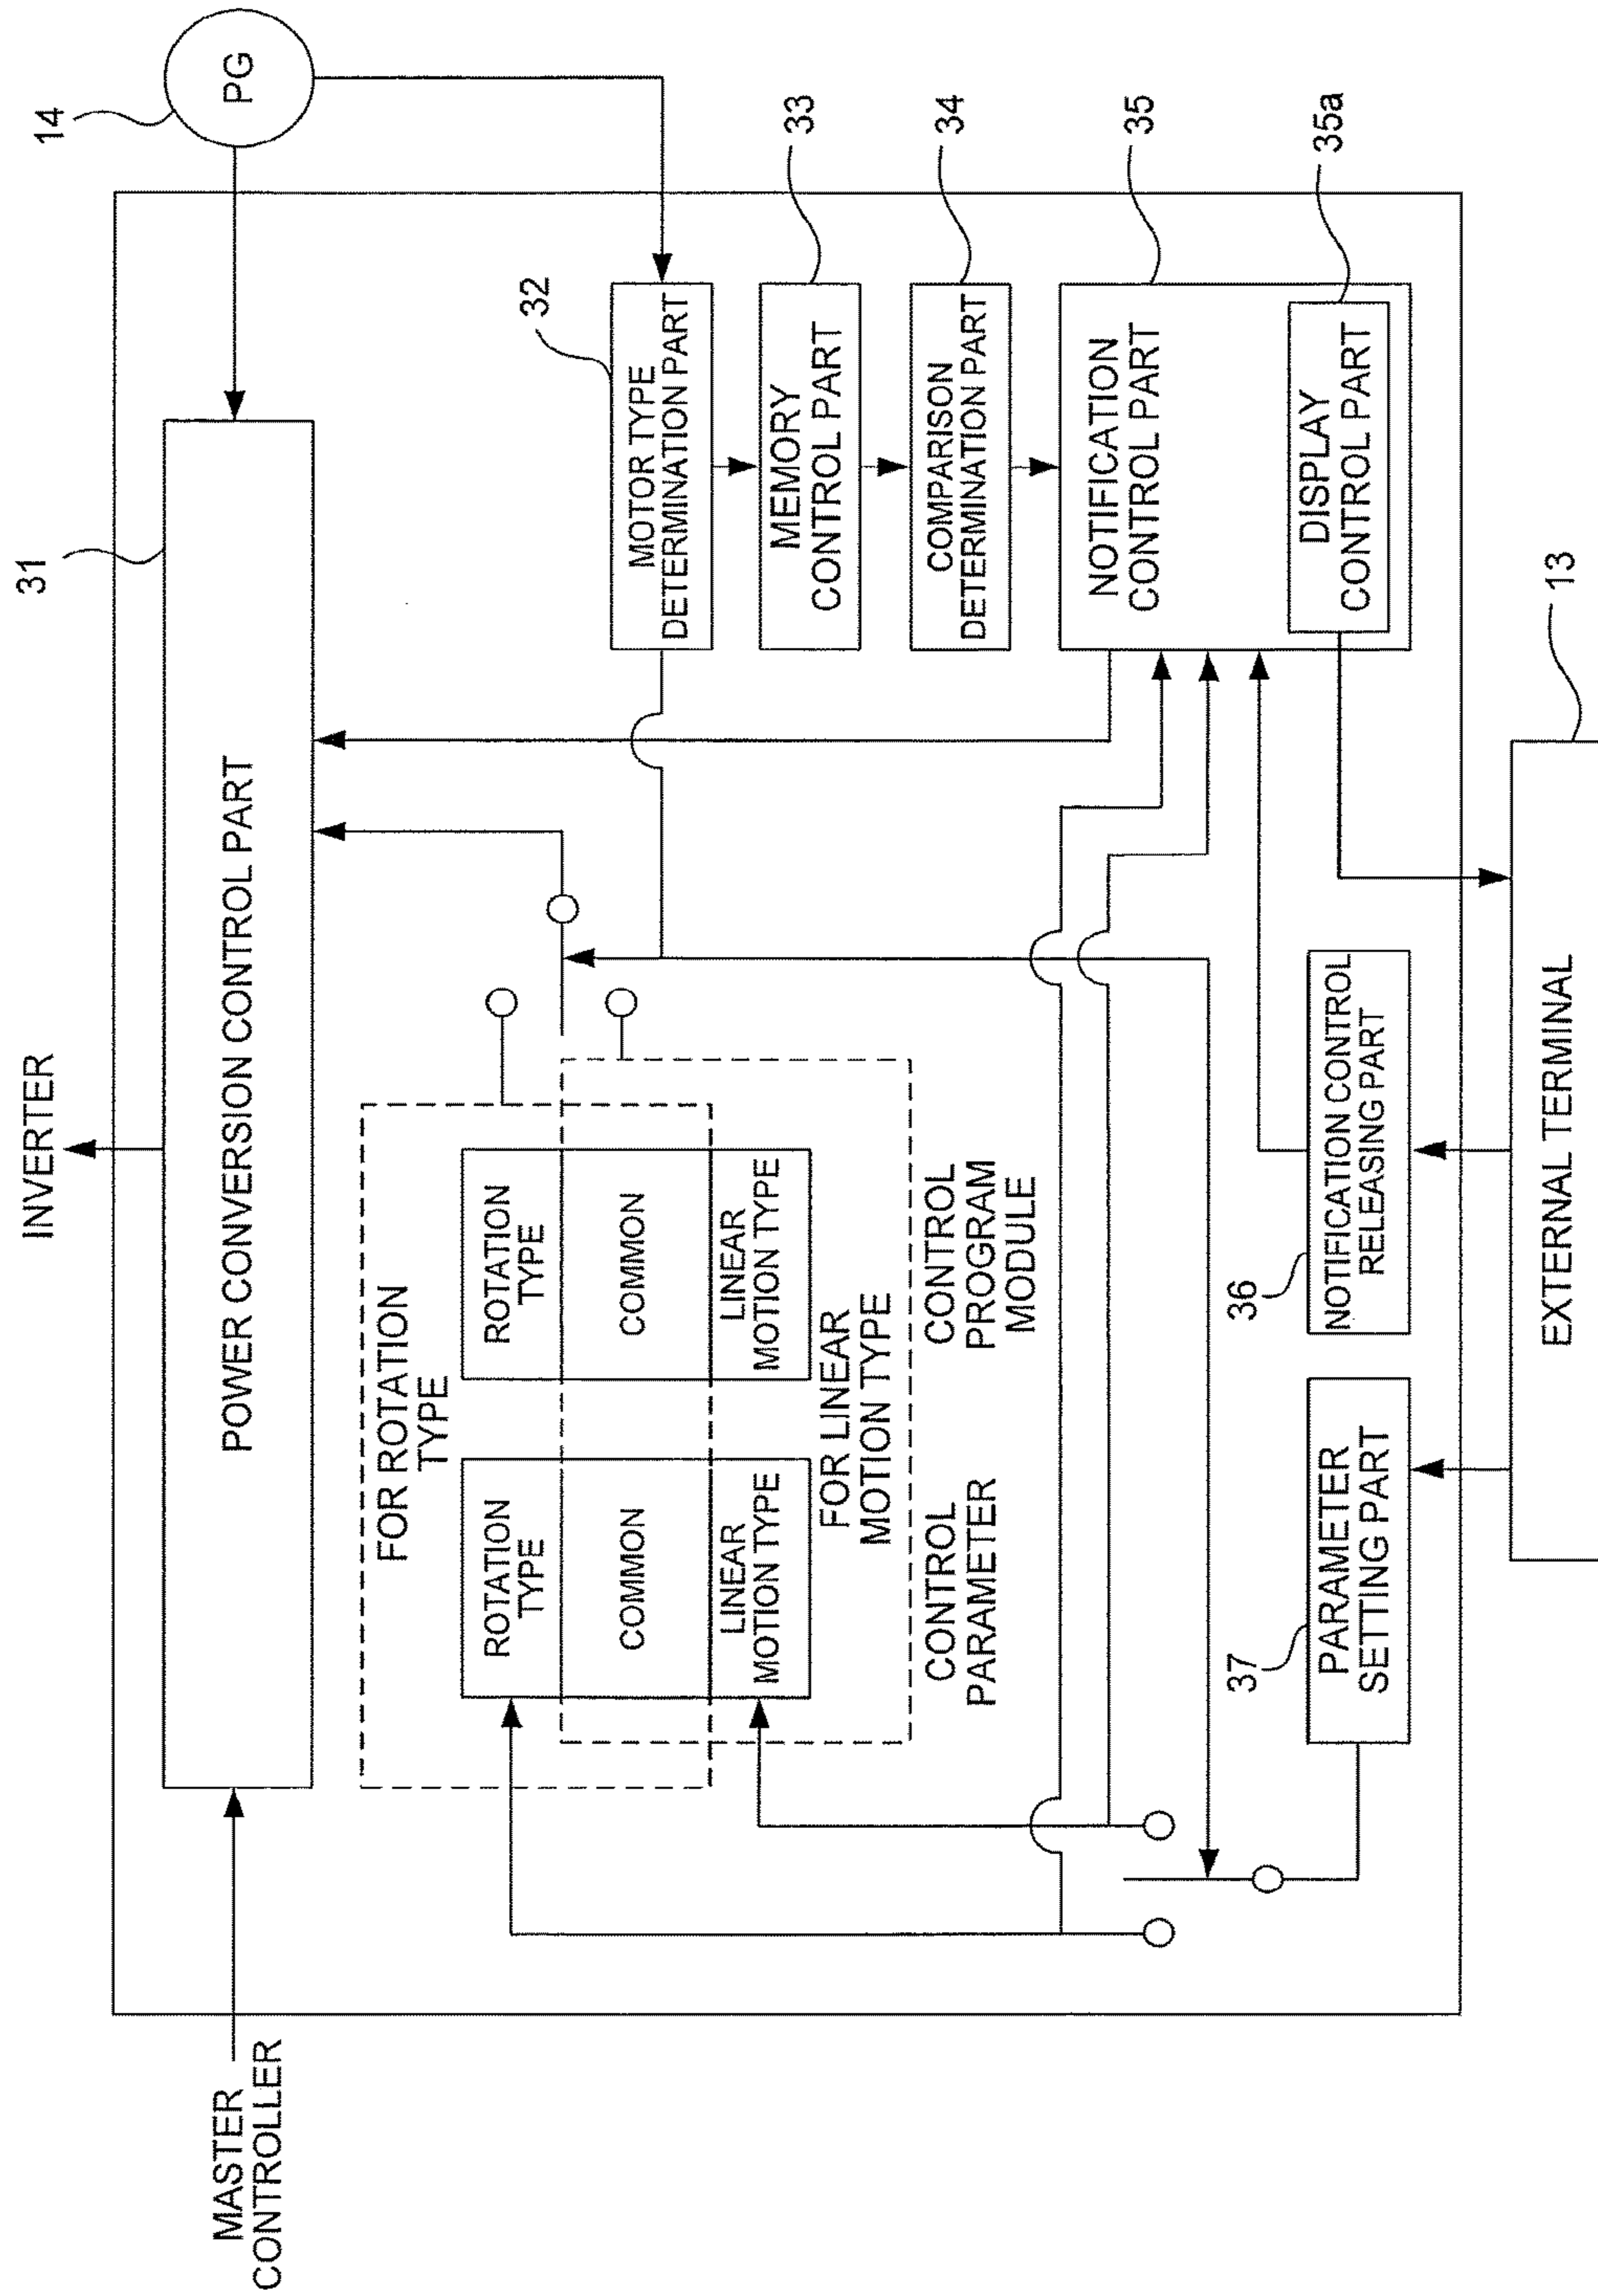 INVERTER
31
14
PG
POWER CONVERSION CONTROL PART
MASTER
CONTROLLER
FOR ROTATION
TYPE
ROTATION
TYPE
COMMON
LINEAR
MOTION TYPE
ROTATION
TYPE
COMMON
LINEAR
MOTION TYPE
FOR LINEAR
MOTION TYPE
CONTROL
PARAMETER
CONTROL
PROGRAM
MODULE
32
MOTOR TYPE
DETERMINATION PART
33
MEMORY
CONTROL PART
34
COMPARISON
DETERMINATION PART
35
NOTIFICATION
CONTROL PART
35a
DISPLAY
CONTROL PART
37
PARAMETER
SETTING PART
36
NOTIFICATION CONTROL
RELEASING PART
13
EXTERNAL TERMINAL